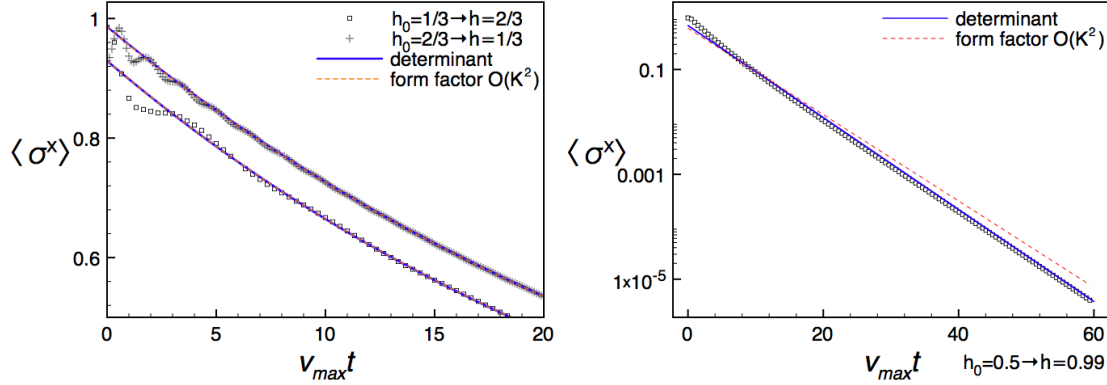 1
0.8
0.6
⟨σˣ⟩
0
5
10
15
20
v_max t
h₀=1/3→h=2/3
h₀=2/3→h=1/3
determinant
form factor O(K²)
0.1
0.001
1x10⁻⁵
⟨σˣ⟩
0
20
40
60
v_max t
h₀=0.5→h=0.99
determinant
form factor O(K²)